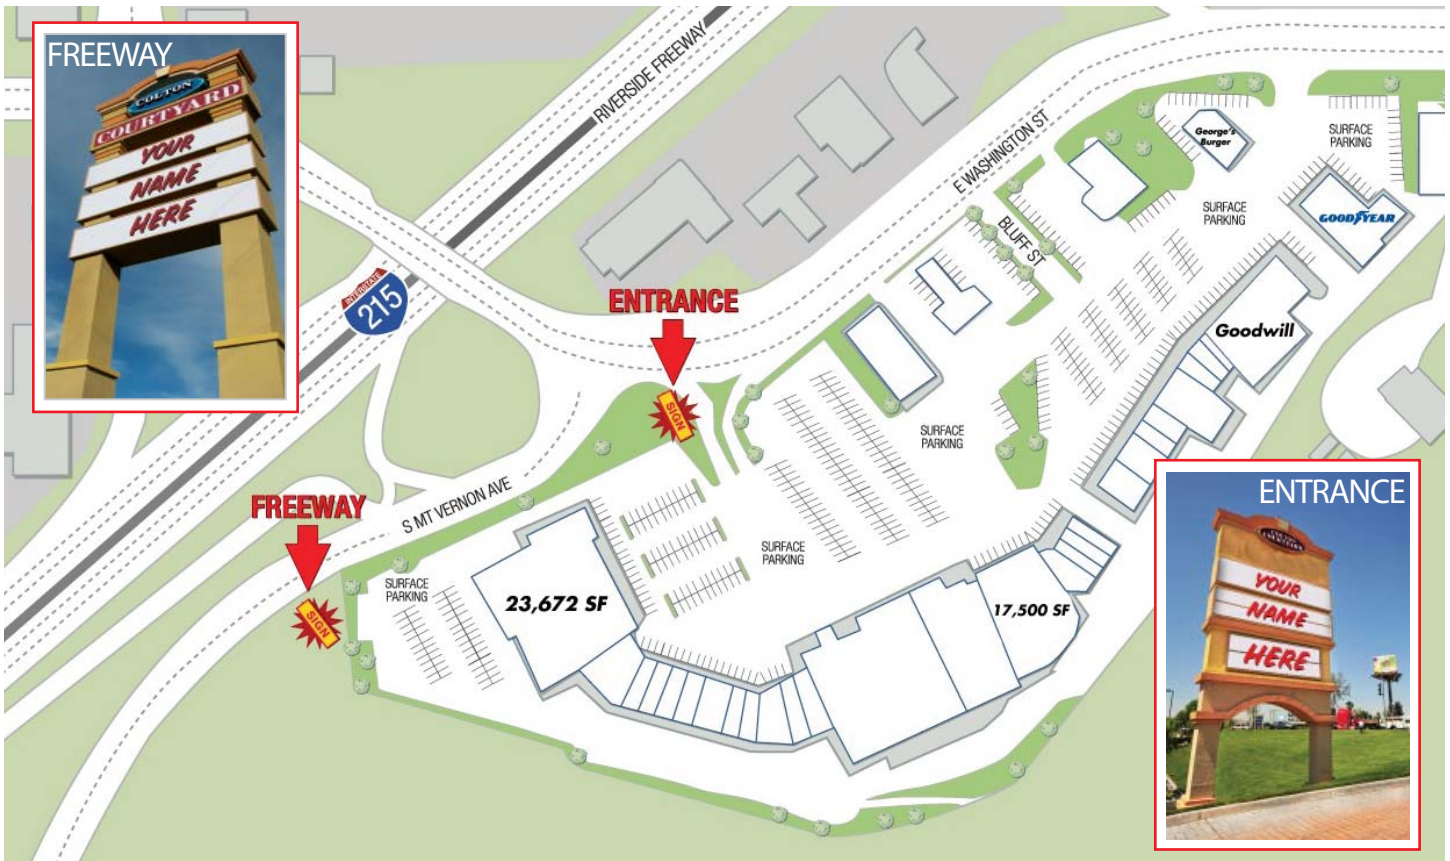 FREEWAY
COLTON
COURTYARD
YOUR
NAME
HERE
RIVERSIDE FREEWAY
INTERSTATE
215
E WASHINGTON ST
BLUFF ST
George's
Burger
SURFACE
PARKING
SURFACE
PARKING
GOODYEAR
Goodwill
ENTRANCE
SIGN
SURFACE
PARKING
FREEWAY
SIGN
S MT VERNON AVE
SURFACE
PARKING
SURFACE
PARKING
23,672 SF
17,500 SF
ENTRANCE
COLTON
COURTYARD
YOUR
NAME
HERE